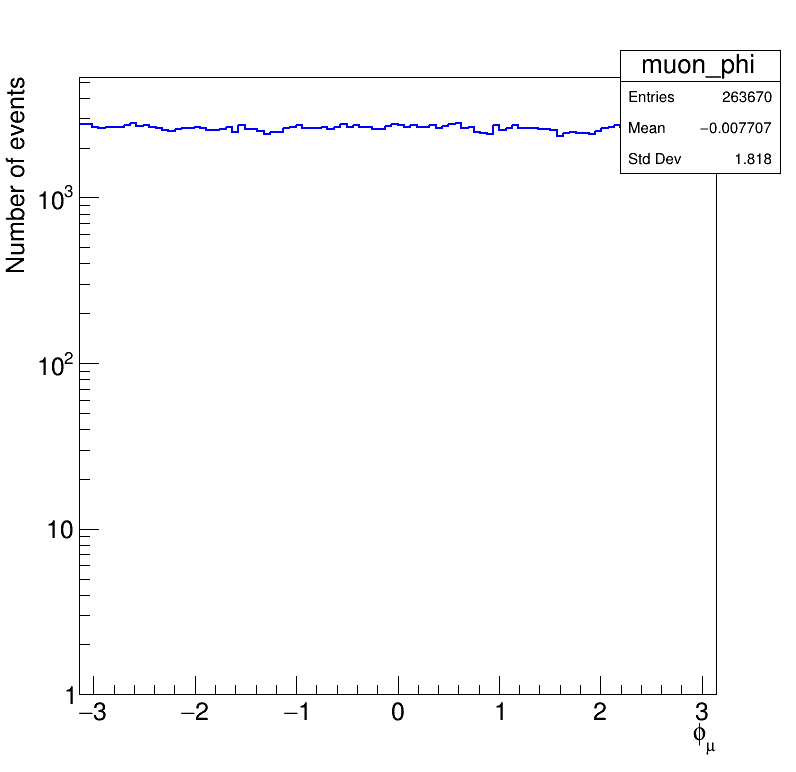 muon_phi
Entries 263670
Mean −0.007707
Std Dev 1.818
Number of events
10³
10²
10
1
−3 −2 −1 0 1 2 3
ϕμ